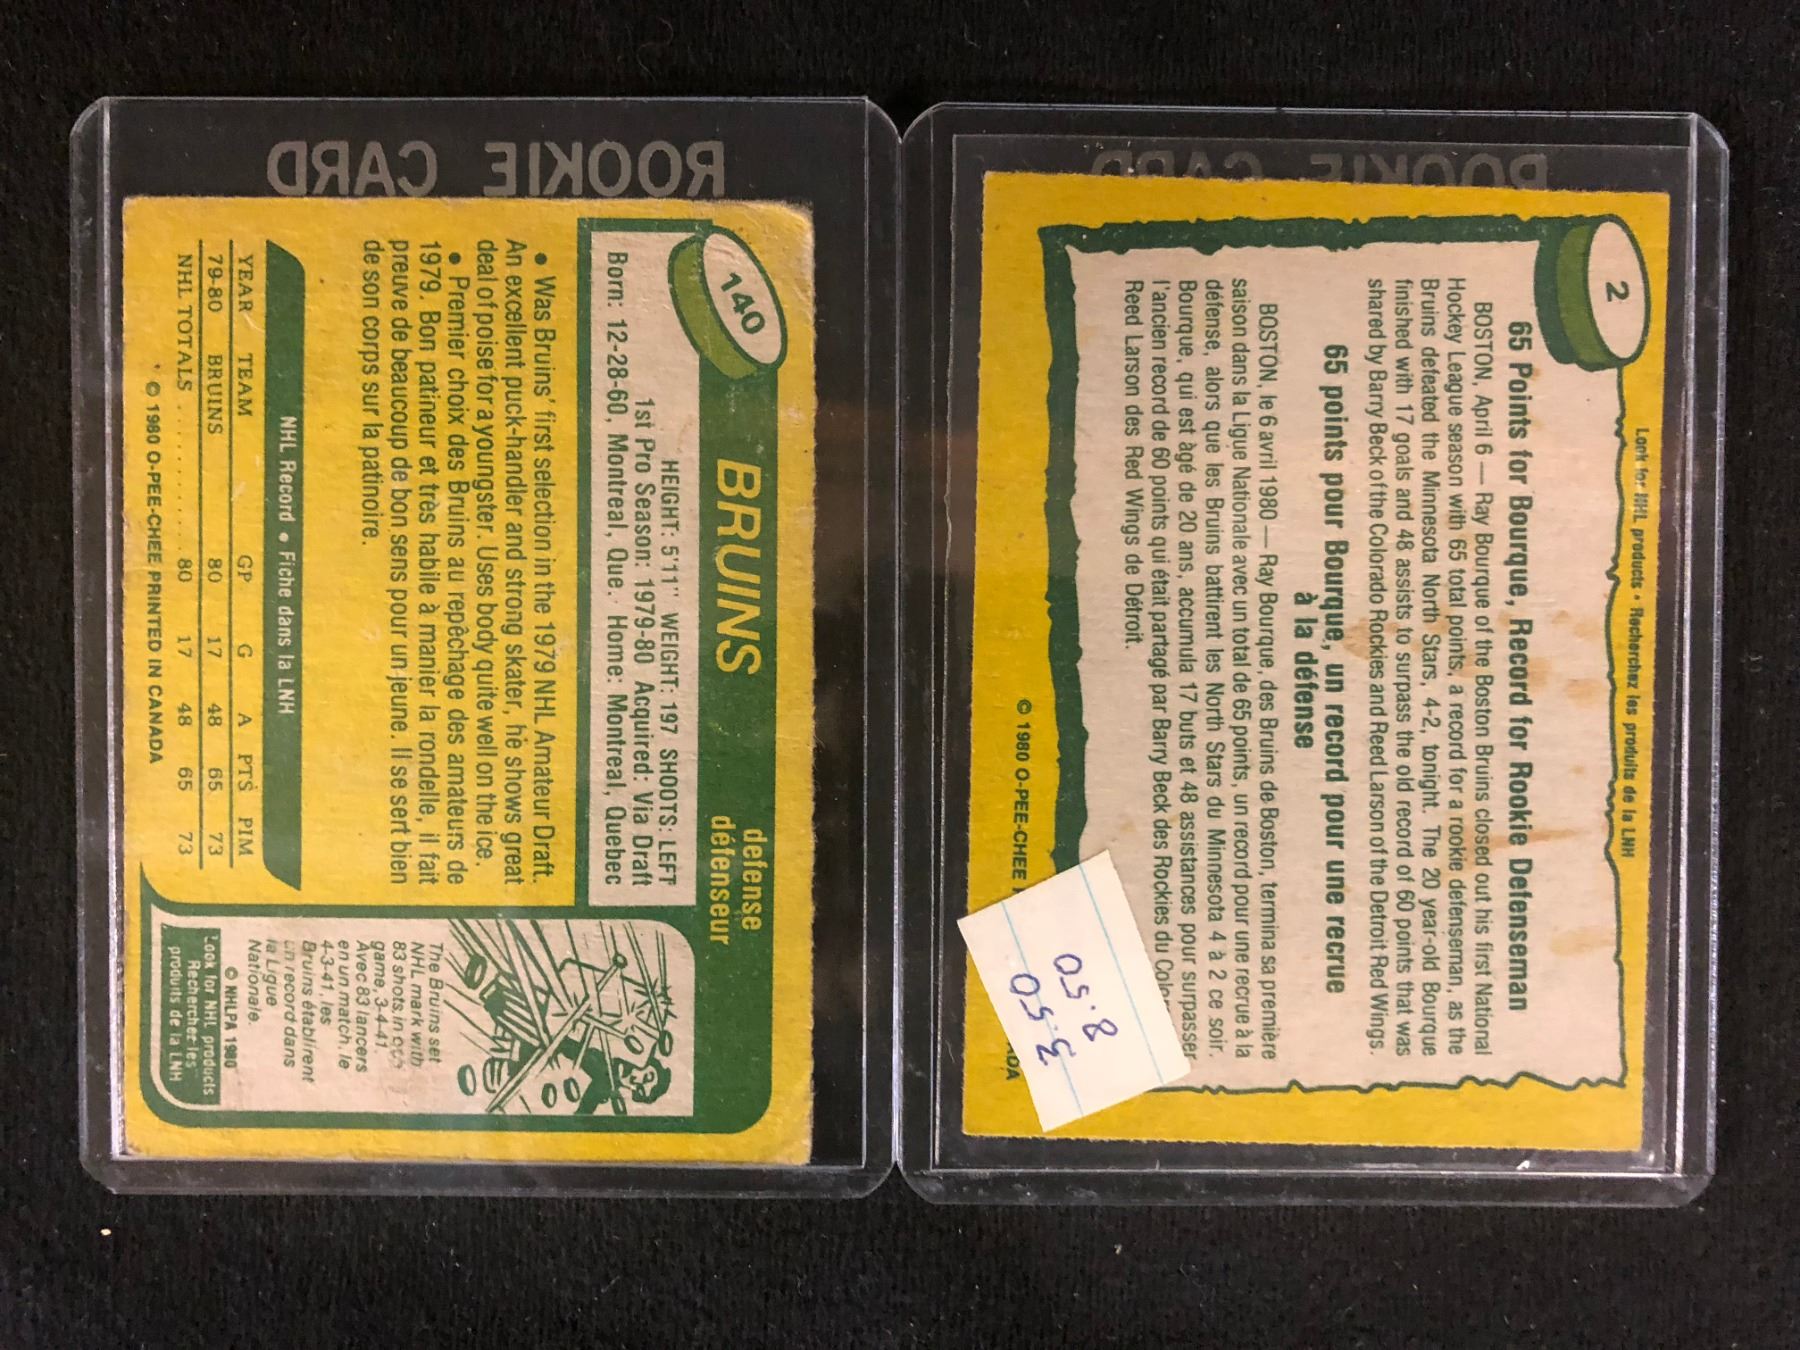 ROOKIE CARD
140
BRUINS
defense
défenseur
HEIGHT: 5'11" WEIGHT: 197 SHOOTS: LEFT
1st Pro Season: 1979-80 Acquired: Via Draft
Born: 12-28-60, Montreal, Que. Home: Montreal, Quebec
• Was Bruins' first selection in the 1979 NHL Amateur Draft.
An excellent puck-handler and strong skater, he shows great
deal of poise for a youngster. Uses body quite well on the ice.
• Premier choix des Bruins au repêchage des amateurs de
1979. Bon patineur et très habile à manier la rondelle, il fait
preuve de beaucoup de bon sens pour un jeune. Il se sert bien
de son corps sur la patinoire.
NHL Record • Fiche dans la LNH
YEAR TEAM GP G A PTS PIM
79-80 BRUINS 80 17 48 65 73
NHL TOTALS ........ 80 17 48 65 73
© 1980 O-PEE-CHEE PRINTED IN CANADA
The Bruins set
NHL mark with
83 shots in one
game, 3-4-41.
Avec 83 lancers
en un match, le
4-3-41, les
Bruins établirent
un record dans
la Ligue
Nationale.
© NHLPA 1980
Look for NHL products
Recherchez les
produits de la LNH
ROOKIE CARD
2
Look for NHL products • Recherchez les produits de la LNH
65 Points for Bourque, Record for Rookie Defenseman
BOSTON, April 6 — Ray Bourque of the Boston Bruins closed out his first National
Hockey League season with 65 total points, a record for a rookie defenseman, as the
Bruins defeated the Minnesota North Stars, 4-2, tonight. The 20 year-old Bourque
finished with 17 goals and 48 assists to surpass the old record of 60 points that was
shared by Barry Beck of the Colorado Rockies and Reed Larson of the Detroit Red Wings.
65 points pour Bourque, un record pour une recrue
à la défense
BOSTON, le 6 avril 1980 — Ray Bourque, des Bruins de Boston, termina sa première
saison dans la Ligue Nationale avec un total de 65 points, un record pour une recrue à la
défense, alors que les Bruins battirent les North Stars du Minnesota 4 à 2 ce soir.
Bourque, qui est âgé de 20 ans, accumula 17 buts et 48 assistances pour surpasser
l'ancien record de 60 points qui était partagé par Barry Beck des Rockies du Color
Reed Larson des Red Wings de Détroit.
© 1980 O-PEE-CHEE
ADA
8.50
3.50